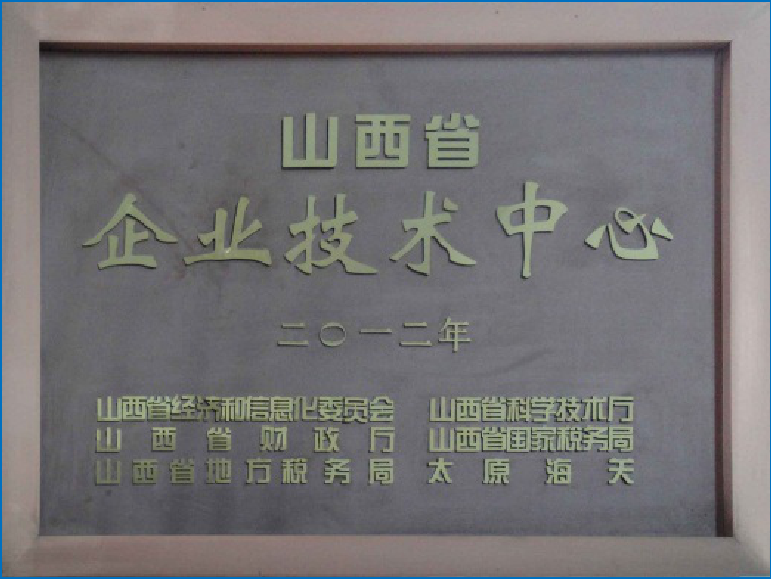 山西省
企业技术中心
二〇一二年
山西省经济和信息化委员会 山西省科学技术厅
山西省财政厅 山西省国家税务局
山西省地方税务局 太原海天